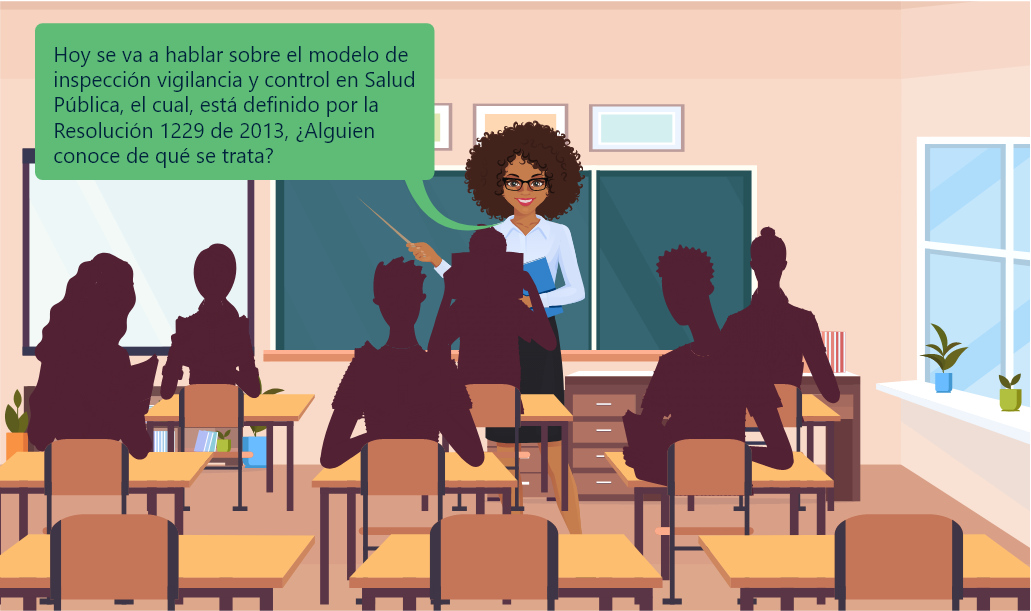 Hoy se va a hablar sobre el modelo de
inspección vigilancia y control en Salud
Pública, el cual, está definido por la
Resolución 1229 de 2013, ¿Alguien
conoce de qué se trata?